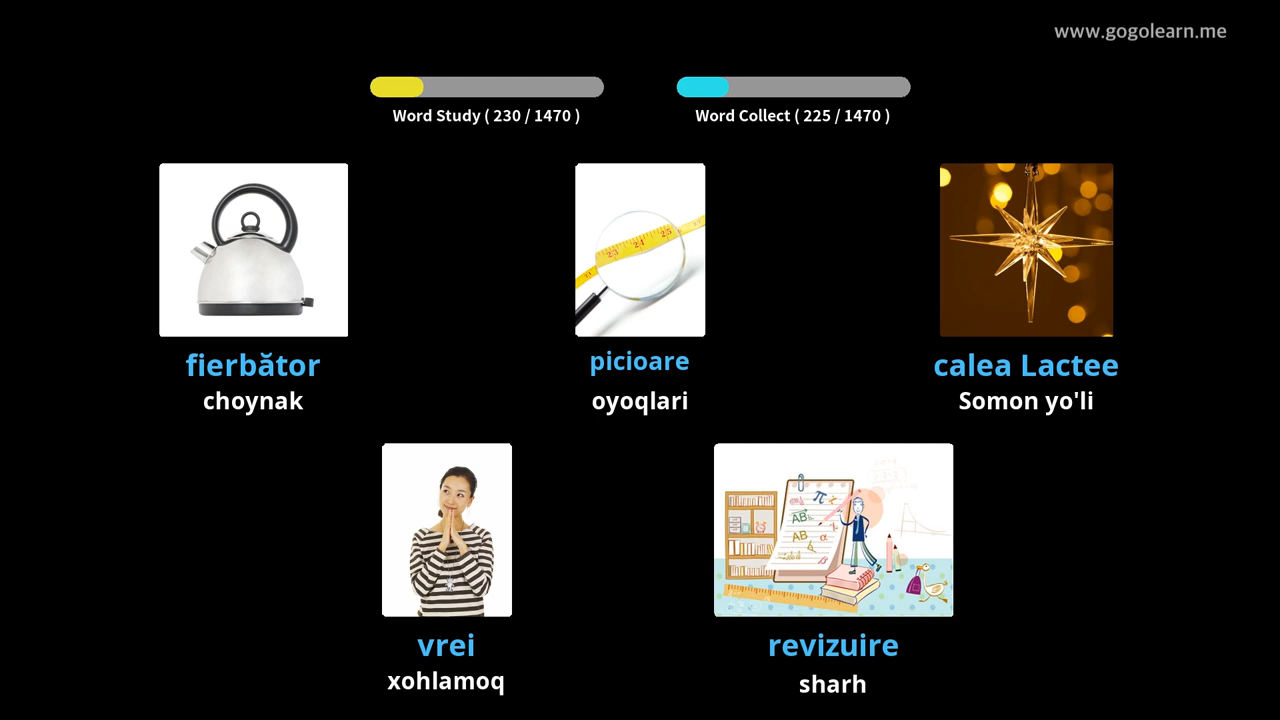 www.gogolearn.me
Word Study ( 230 / 1470 )
Word Collect ( 225 / 1470 )
fierbător
choynak
picioare
oyoqlari
calea Lactee
Somon yo'li
vrei
xohlamoq
revizuire
sharh